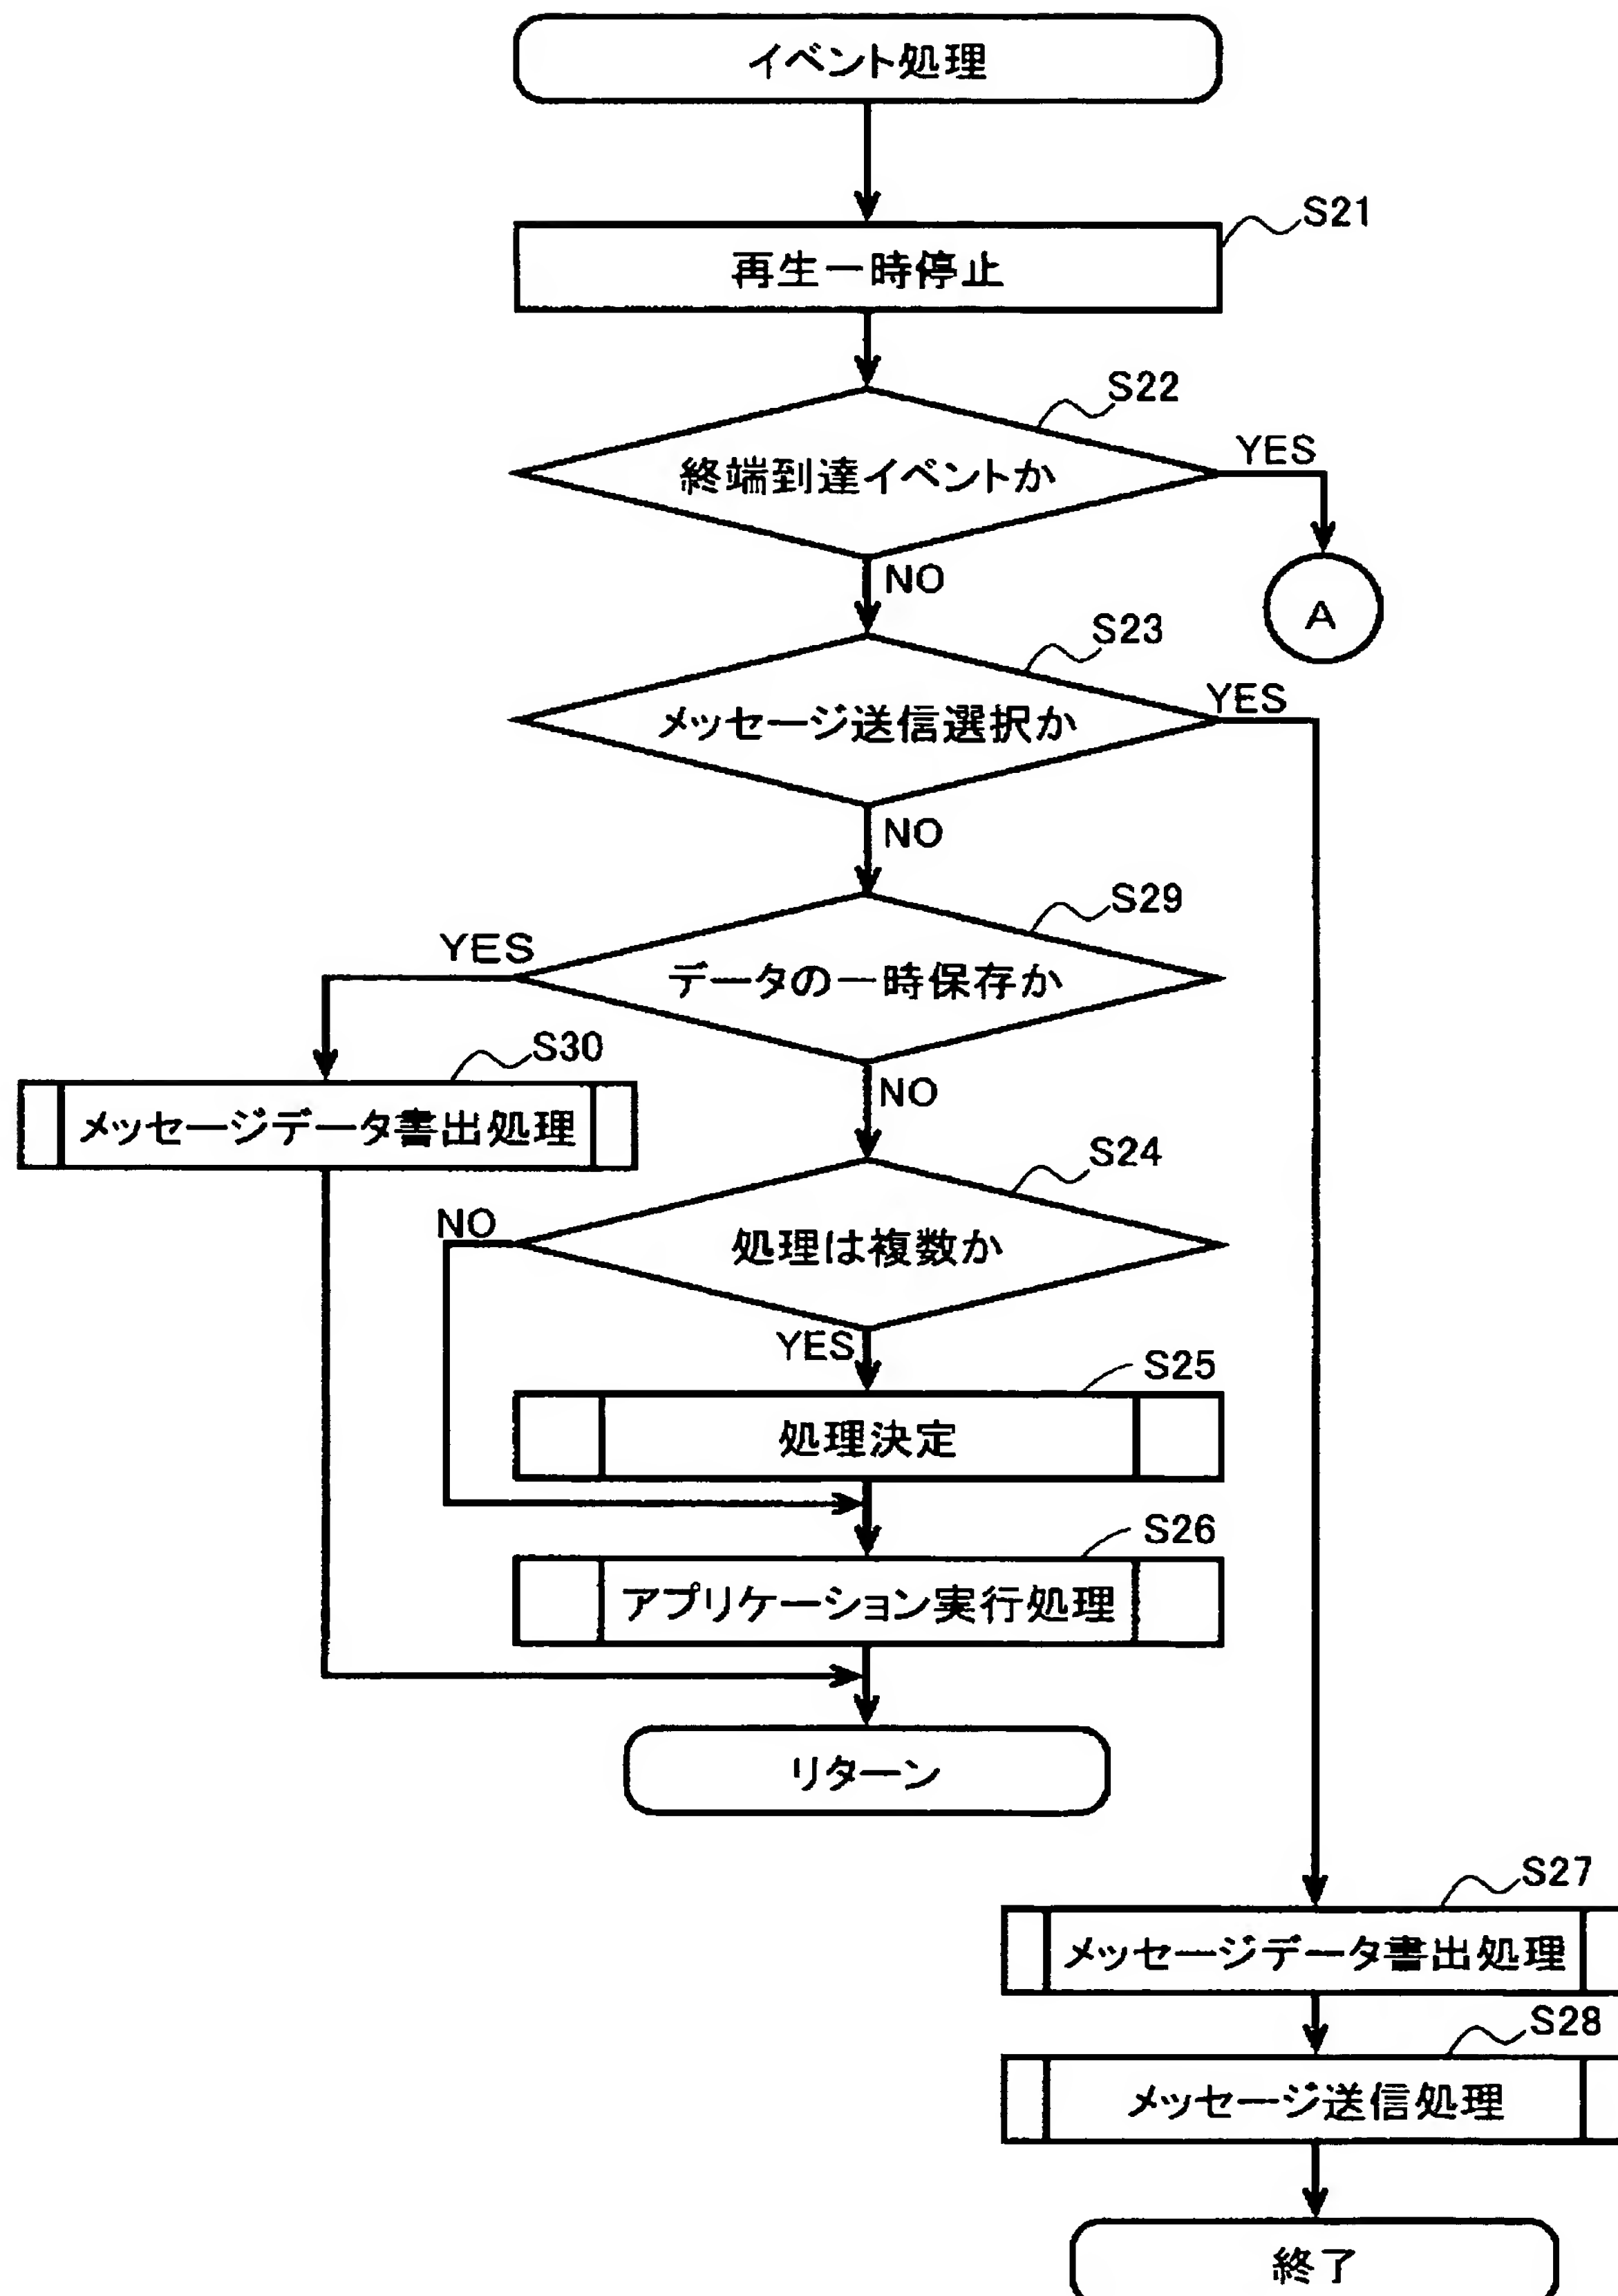 イベント処理
S21
再生一時停止
S22
終端到達イベントか
YES
NO
A
S23
メッセージ送信選択か
YES
NO
S29
データの一時保存か
YES
NO
S30
メッセージデータ書出処理
S24
処理は複数か
NO
YES
S25
処理決定
S26
アプリケーション実行処理
リターン
S27
メッセージデータ書出処理
S28
メッセージ送信処理
終了